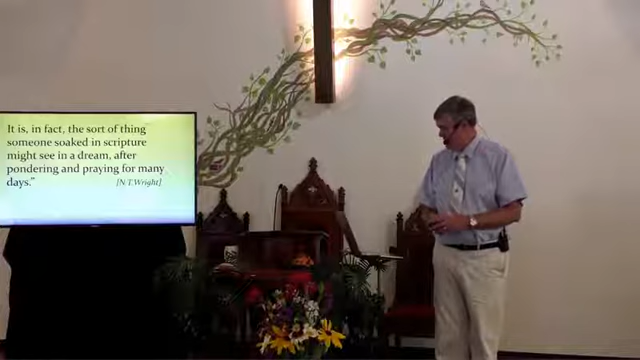 It is, in fact, the sort of thing
someone soaked in scripture
might see in a dream, after
pondering and praying for many
days.” [N.T.Wright]